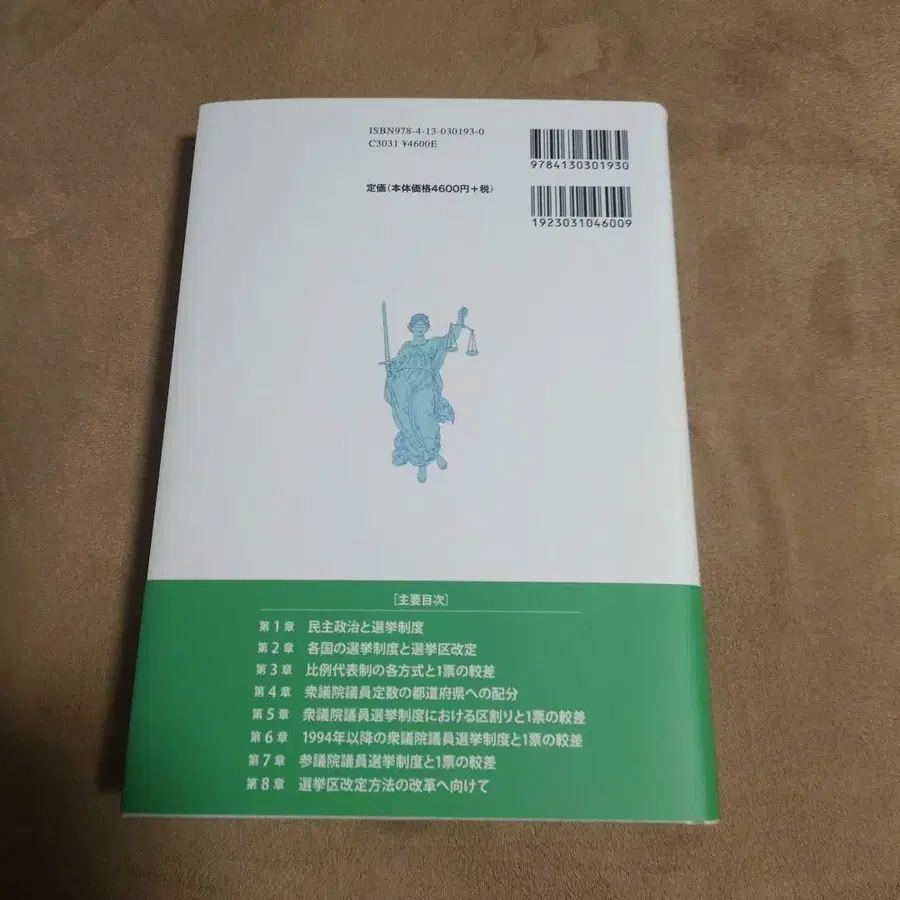 ISBN978-4-13-030193-0
C3031 ¥4600E
定価(本体価格4600円+税)
9784130301930
1923031046009
[主要目次]
第1章 民主政治と選挙制度
第2章 各国の選挙制度と選挙区改定
第3章 比例代表制の各方式と1票の較差
第4章 衆議院議員定数の都道府県への配分
第5章 衆議院議員選挙制度における区割りと1票の較差
第6章 1994年以降の衆議院議員選挙制度と1票の較差
第7章 参議院議員選挙制度と1票の較差
第8章 選挙区改定方法の改革へ向けて